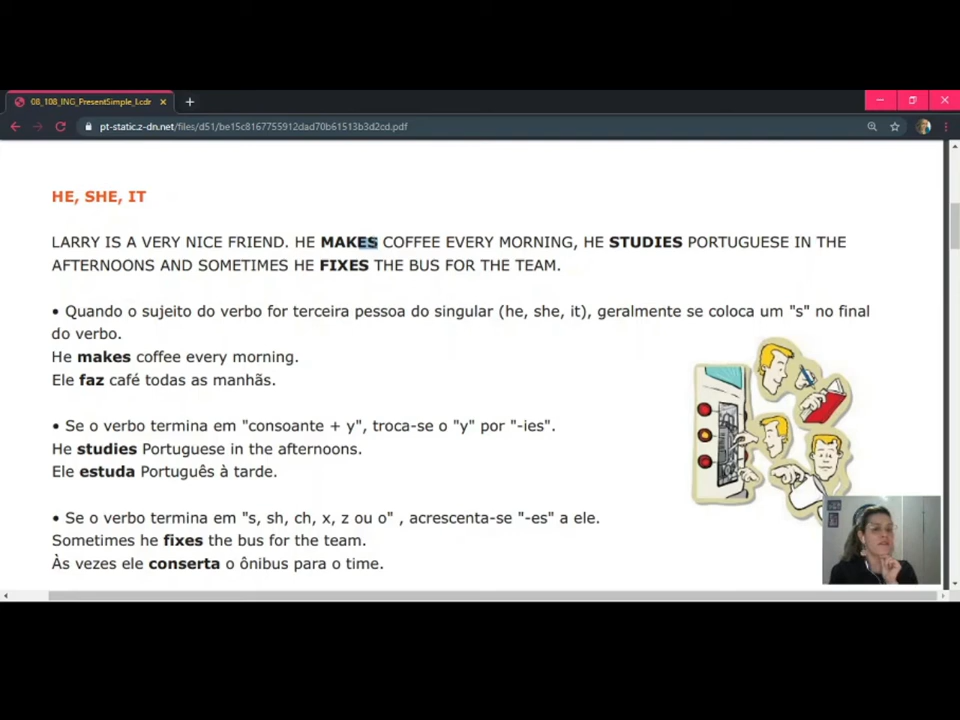 08_108_ING_PresentSimple_I.cdr
pt-static.z-dn.net/files/d51/be15c8167755912dad70b61513b3d2cd.pdf
HE, SHE, IT
LARRY IS A VERY NICE FRIEND. HE MAKES COFFEE EVERY MORNING, HE STUDIES PORTUGUESE IN THE
AFTERNOONS AND SOMETIMES HE FIXES THE BUS FOR THE TEAM.
• Quando o sujeito do verbo for terceira pessoa do singular (he, she, it), geralmente se coloca um "s" no final
do verbo.
He makes coffee every morning.
Ele faz café todas as manhãs.
• Se o verbo termina em "consoante + y", troca-se o "y" por "-ies".
He studies Portuguese in the afternoons.
Ele estuda Português à tarde.
• Se o verbo termina em "s, sh, ch, x, z ou o" , acrescenta-se "-es" a ele.
Sometimes he fixes the bus for the team.
Às vezes ele conserta o ônibus para o time.